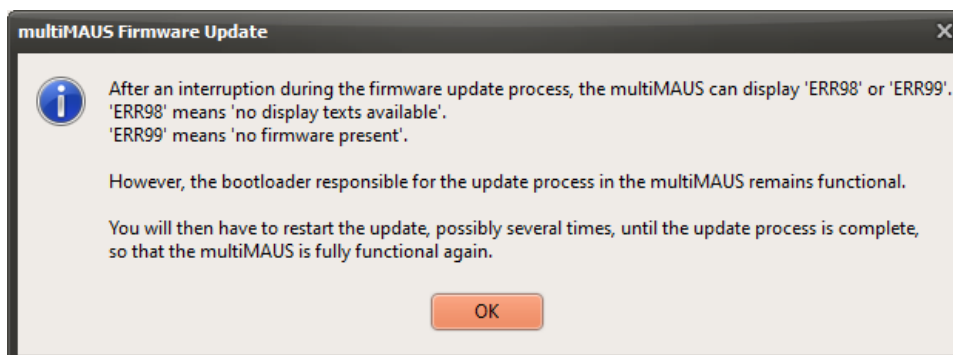 multiMAUS Firmware Update
After an interruption during the firmware update process, the multiMAUS can display 'ERR98' or 'ERR99'.
'ERR98' means 'no display texts available'.
'ERR99' means 'no firmware present'.
However, the bootloader responsible for the update process in the multiMAUS remains functional.
You will then have to restart the update, possibly several times, until the update process is complete,
so that the multiMAUS is fully functional again.
OK